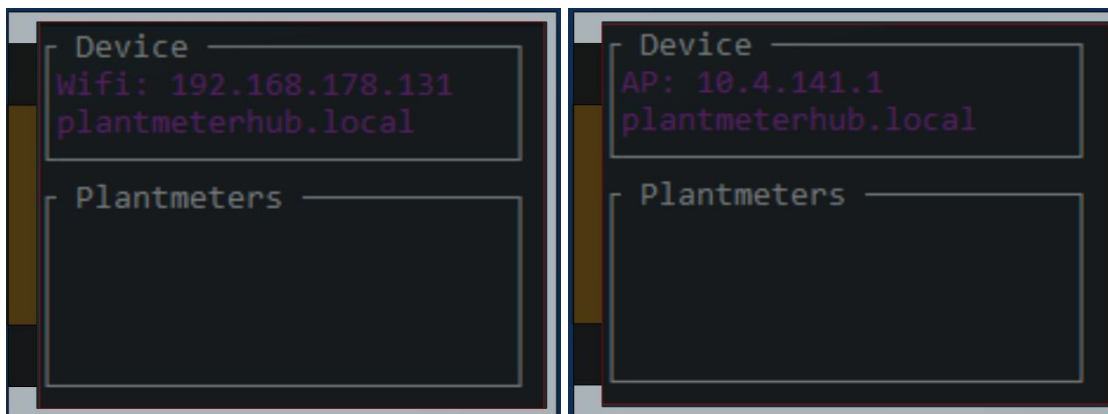 Device
Wifi: 192.168.178.131
plantmeterhub.local
Plantmeters
Device
AP: 10.4.141.1
plantmeterhub.local
Plantmeters